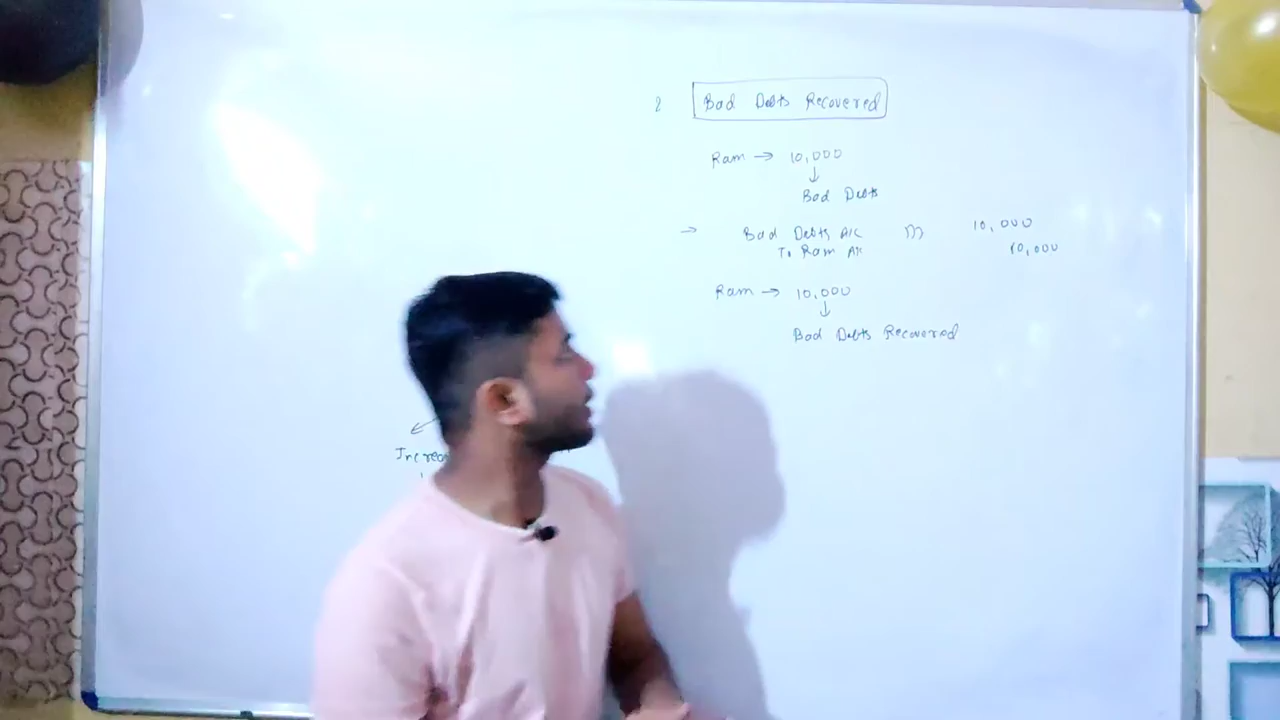 2 Bad Debts Recovered
Ram → 10,000
↓
Bad Debts
→ Bad Debts A/c Dr 10,000
To Ram A/c 10,000
Ram → 10,000
↓
Bad Debts Recovered